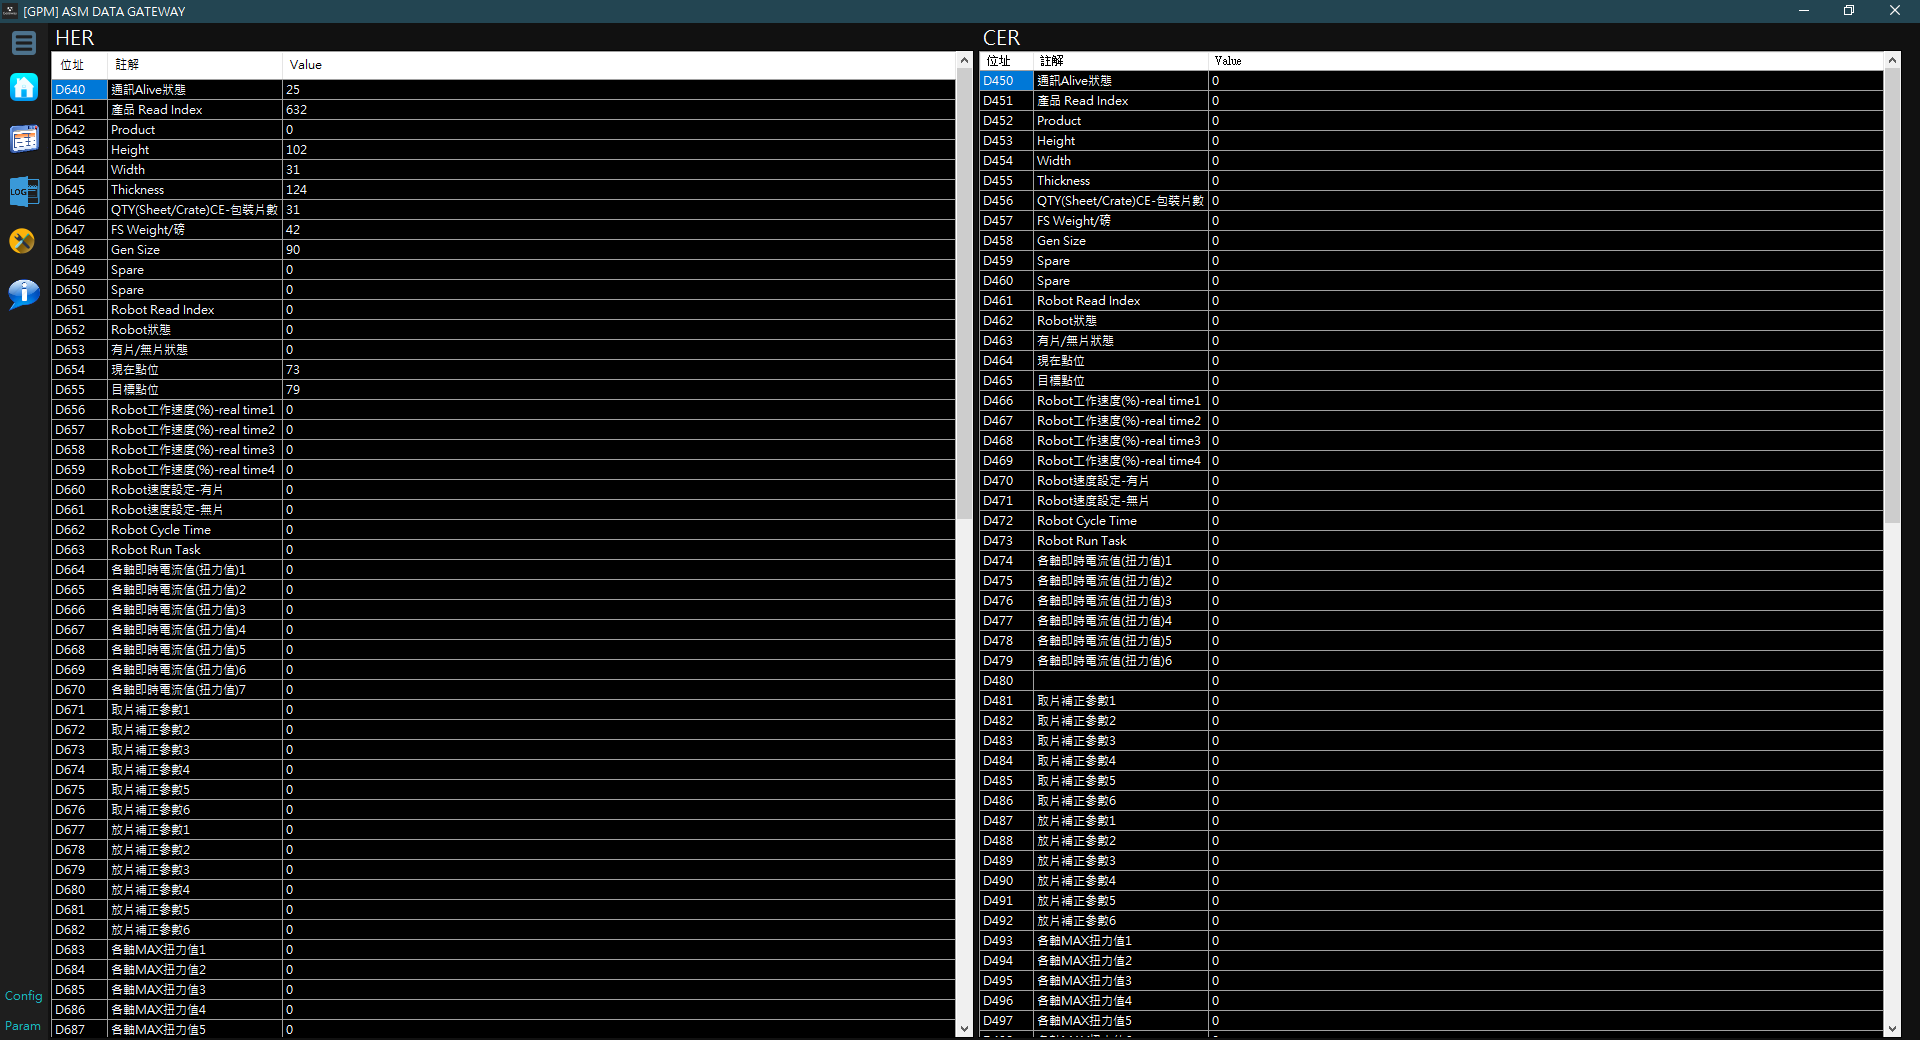 [GPM] ASM DATA GATEWAY
HER
位址 註解 Value
D640 通訊Alive狀態 25
D641 產品 Read Index 632
D642 Product 0
D643 Height 102
D644 Width 31
D645 Thickness 124
D646 QTY(Sheet/Crate)CE-包裝片數 31
D647 FS Weight/磅 42
D648 Gen Size 90
D649 Spare 0
D650 Spare 0
D651 Robot Read Index 0
D652 Robot狀態 0
D653 有片/無片狀態 0
D654 現在點位 73
D655 目標點位 79
D656 Robot工作速度(%)-real time1 0
D657 Robot工作速度(%)-real time2 0
D658 Robot工作速度(%)-real time3 0
D659 Robot工作速度(%)-real time4 0
D660 Robot速度設定-有片 0
D661 Robot速度設定-無片 0
D662 Robot Cycle Time 0
D663 Robot Run Task 0
D664 各軸即時電流值(扭力值)1 0
D665 各軸即時電流值(扭力值)2 0
D666 各軸即時電流值(扭力值)3 0
D667 各軸即時電流值(扭力值)4 0
D668 各軸即時電流值(扭力值)5 0
D669 各軸即時電流值(扭力值)6 0
D670 各軸即時電流值(扭力值)7 0
D671 取片補正參數1 0
D672 取片補正參數2 0
D673 取片補正參數3 0
D674 取片補正參數4 0
D675 取片補正參數5 0
D676 取片補正參數6 0
D677 放片補正參數1 0
D678 放片補正參數2 0
D679 放片補正參數3 0
D680 放片補正參數4 0
D681 放片補正參數5 0
D682 放片補正參數6 0
D683 各軸MAX扭力值1 0
D684 各軸MAX扭力值2 0
D685 各軸MAX扭力值3 0
D686 各軸MAX扭力值4 0
D687 各軸MAX扭力值5 0
CER
位址 註解 Value
D450 通訊Alive狀態 0
D451 產品 Read Index 0
D452 Product 0
D453 Height 0
D454 Width 0
D455 Thickness 0
D456 QTY(Sheet/Crate)CE-包裝片數 0
D457 FS Weight/磅 0
D458 Gen Size 0
D459 Spare 0
D460 Spare 0
D461 Robot Read Index 0
D462 Robot狀態 0
D463 有片/無片狀態 0
D464 現在點位 0
D465 目標點位 0
D466 Robot工作速度(%)-real time1 0
D467 Robot工作速度(%)-real time2 0
D468 Robot工作速度(%)-real time3 0
D469 Robot工作速度(%)-real time4 0
D470 Robot速度設定-有片 0
D471 Robot速度設定-無片 0
D472 Robot Cycle Time 0
D473 Robot Run Task 0
D474 各軸即時電流值(扭力值)1 0
D475 各軸即時電流值(扭力值)2 0
D476 各軸即時電流值(扭力值)3 0
D477 各軸即時電流值(扭力值)4 0
D478 各軸即時電流值(扭力值)5 0
D479 各軸即時電流值(扭力值)6 0
D480 0
D481 取片補正參數1 0
D482 取片補正參數2 0
D483 取片補正參數3 0
D484 取片補正參數4 0
D485 取片補正參數5 0
D486 取片補正參數6 0
D487 放片補正參數1 0
D488 放片補正參數2 0
D489 放片補正參數3 0
D490 放片補正參數4 0
D491 放片補正參數5 0
D492 放片補正參數6 0
D493 各軸MAX扭力值1 0
D494 各軸MAX扭力值2 0
D495 各軸MAX扭力值3 0
D496 各軸MAX扭力值4 0
D497 各軸MAX扭力值5 0
LOG
Config
Param